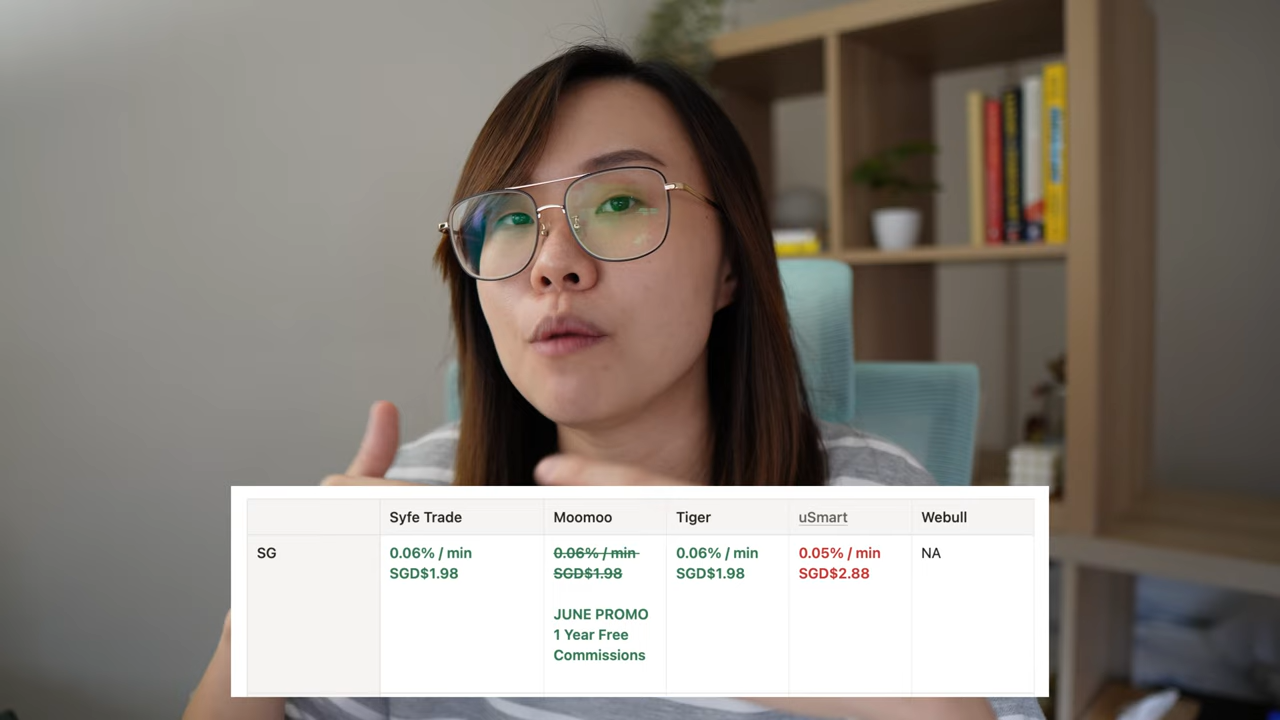 Syfe Trade Moomoo Tiger uSmart Webull
SG 0.06% / min 0.06% / min 0.06% / min 0.05% / min NA
SGD$1.98 SGD$1.98 SGD$1.98 SGD$2.88
JUNE PROMO
1 Year Free
Commissions